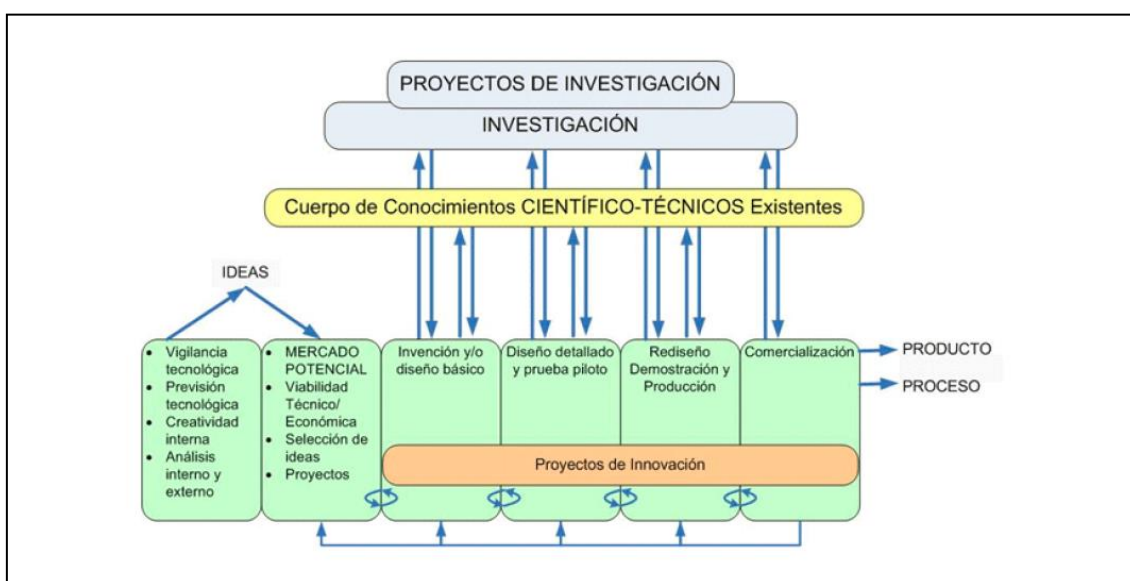 PROYECTOS DE INVESTIGACIÓN
INVESTIGACIÓN
Cuerpo de Conocimientos CIENTÍFICO-TÉCNICOS Existentes
IDEAS
• Vigilancia
tecnológica
• Previsión
tecnológica
• Creatividad
interna
• Análisis
interno y
externo
• MERCADO
POTENCIAL
• Viabilidad
Técnico/
Económica
• Selección de
ideas
• Proyectos
Invención y/o
diseño básico
Diseño detallado
y prueba piloto
Rediseño
Demostración y
Producción
Comercialización
PRODUCTO
PROCESO
Proyectos de Innovación